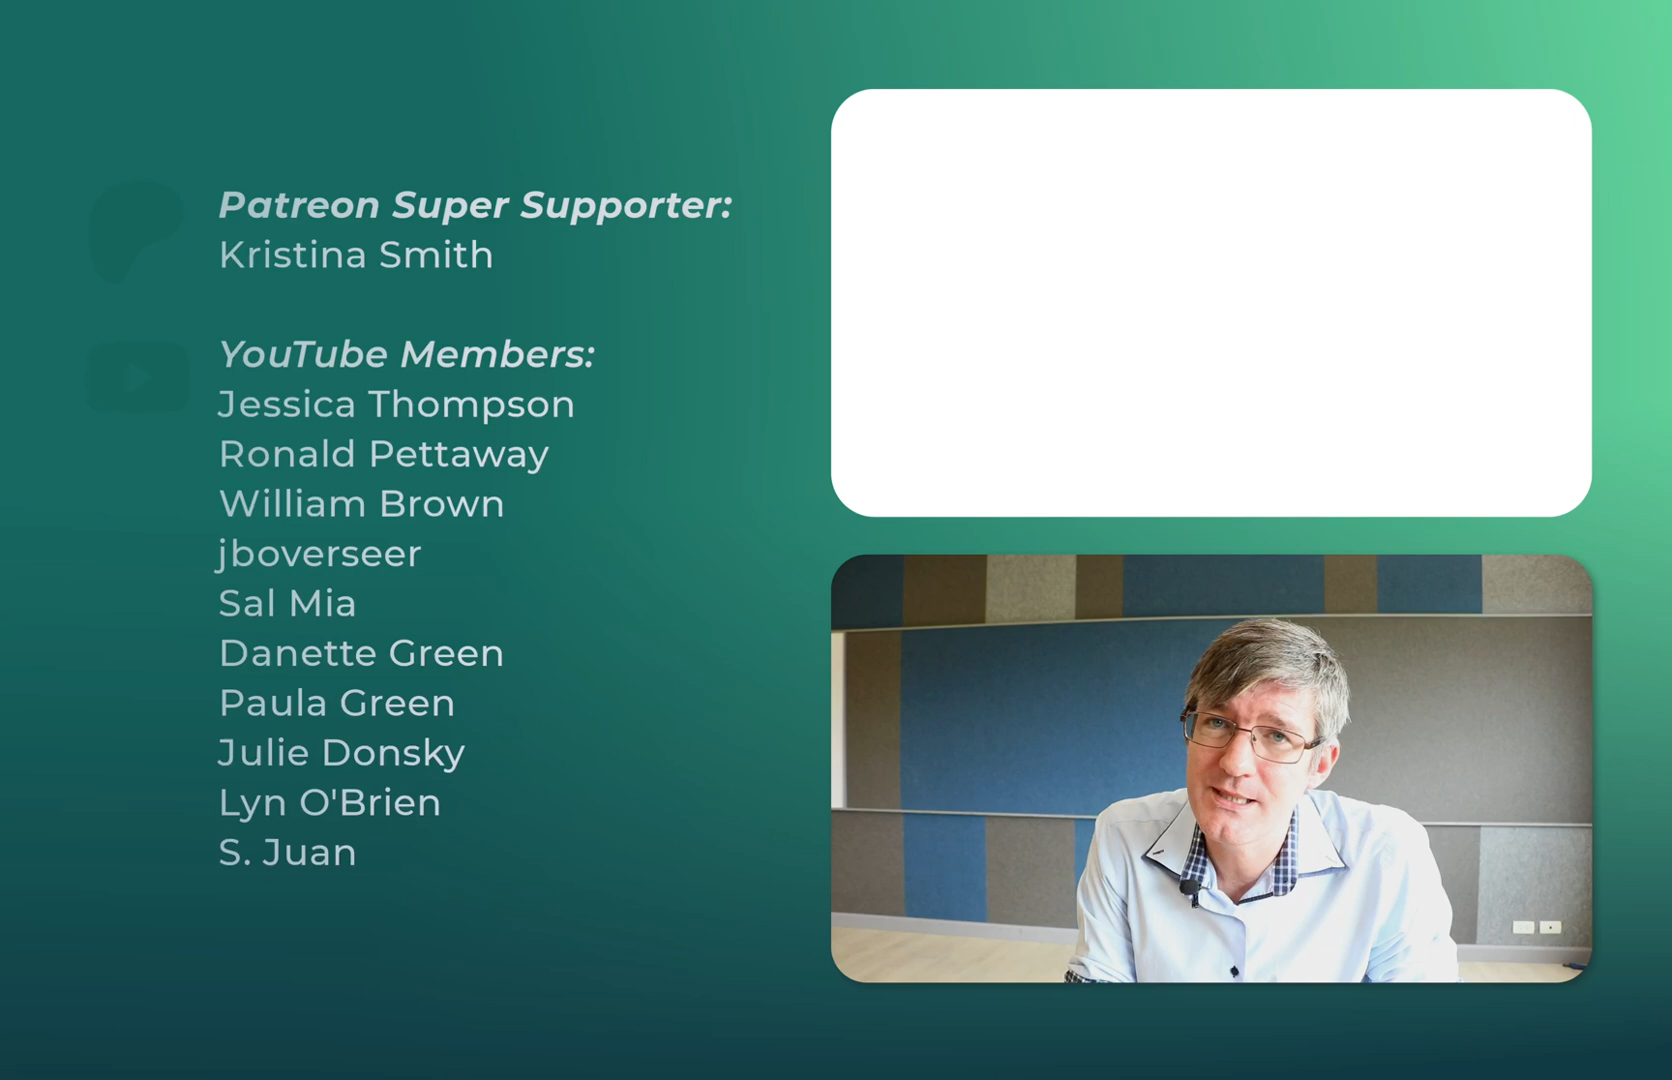 Patreon Super Supporter:
Kristina Smith
YouTube Members:
Jessica Thompson
Ronald Pettaway
William Brown
jboverseer
Sal Mia
Danette Green
Paula Green
Julie Donsky
Lyn O'Brien
S. Juan